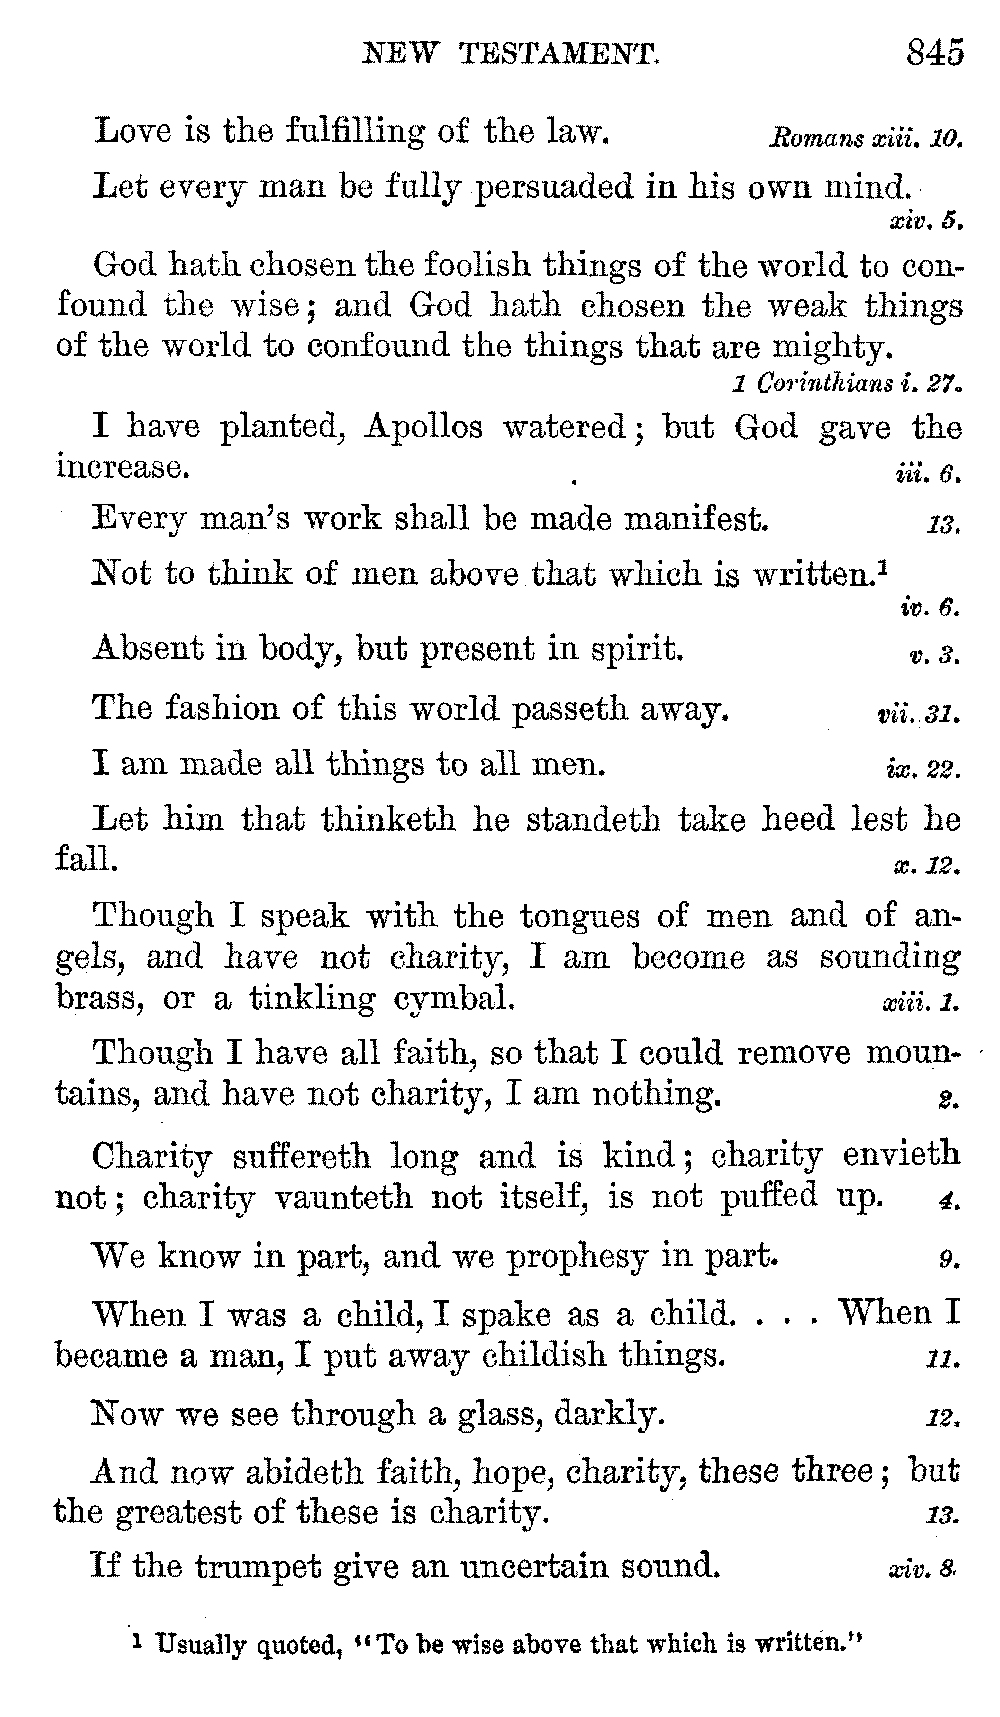 NEW TESTAMENT. 845
Love is the fulfilling of the law. Romans xiii. 10.
Let every man be fully persuaded in his own mind.
xiv. 5.
God hath chosen the foolish things of the world to con-
found the wise; and God hath chosen the weak things
of the world to confound the things that are mighty.
1 Corinthians i. 27.
I have planted, Apollos watered; but God gave the
increase. iii. 6.
Every man's work shall be made manifest. 13.
Not to think of men above that which is written.¹
iv. 6.
Absent in body, but present in spirit. v. 3.
The fashion of this world passeth away. vii. 31.
I am made all things to all men. ix. 22.
Let him that thinketh he standeth take heed lest he
fall. x. 12.
Though I speak with the tongues of men and of an-
gels, and have not charity, I am become as sounding
brass, or a tinkling cymbal. xiii. 1.
Though I have all faith, so that I could remove moun-
tains, and have not charity, I am nothing. 2.
Charity suffereth long and is kind; charity envieth
not; charity vaunteth not itself, is not puffed up. 4.
We know in part, and we prophesy in part. 9.
When I was a child, I spake as a child. . . . When I
became a man, I put away childish things. 11.
Now we see through a glass, darkly. 12.
And now abideth faith, hope, charity, these three; but
the greatest of these is charity. 13.
If the trumpet give an uncertain sound. xiv. 8.
¹ Usually quoted, "To be wise above that which is written."